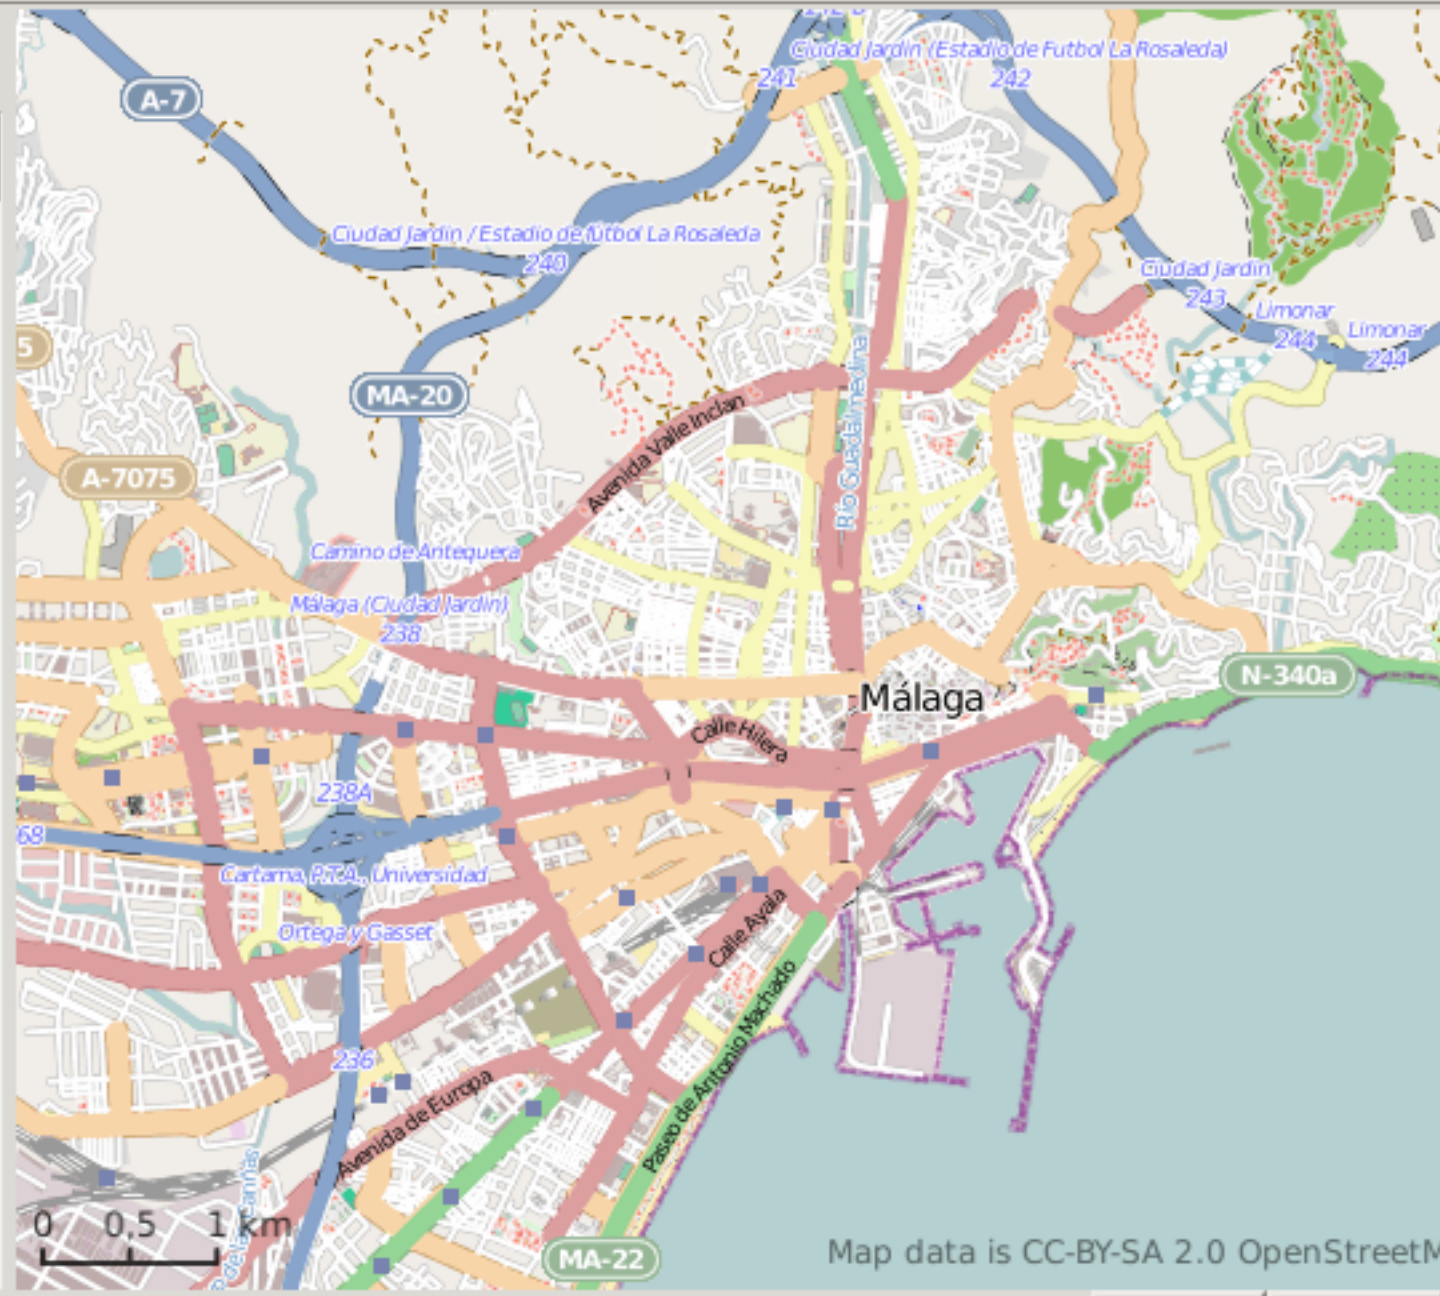 Ciudad Jardín (Estadio de Futbol La Rosaleda)
241
242
A-7
Ciudad Jardín / Estadio de fútbol La Rosaleda
240
Ciudad Jardín
243
Limonar
244
Limonar
244
5
MA-20
Avenida Valle Inclan
Río Guadalmedina
A-7075
Camino de Antequera
Málaga (Ciudad Jardín)
238
N-340a
Málaga
Calle Hilera
238A
68
Cartama, P.T.A., Universidad
Ortega y Gasset
Calle Ayala
236
Avenida de Europa
Paseo de Antonio Machado
0 0,5 1 km
MA-22
Map data is CC-BY-SA 2.0 OpenStreetM